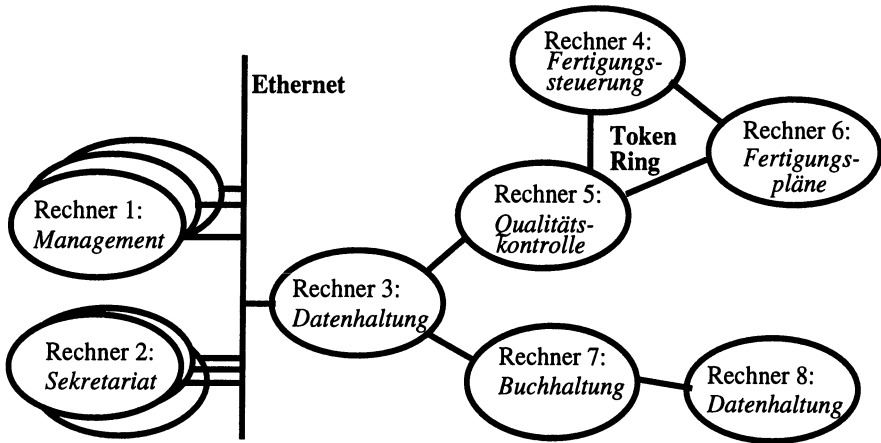 Ethernet
Rechner 1:
Management
Rechner 2:
Sekretariat
Rechner 3:
Datenhaltung
Rechner 4:
Fertigungs-
steuerung
Token
Ring
Rechner 5:
Qualitäts-
kontrolle
Rechner 6:
Fertigungs-
pläne
Rechner 7:
Buchhaltung
Rechner 8:
Datenhaltung